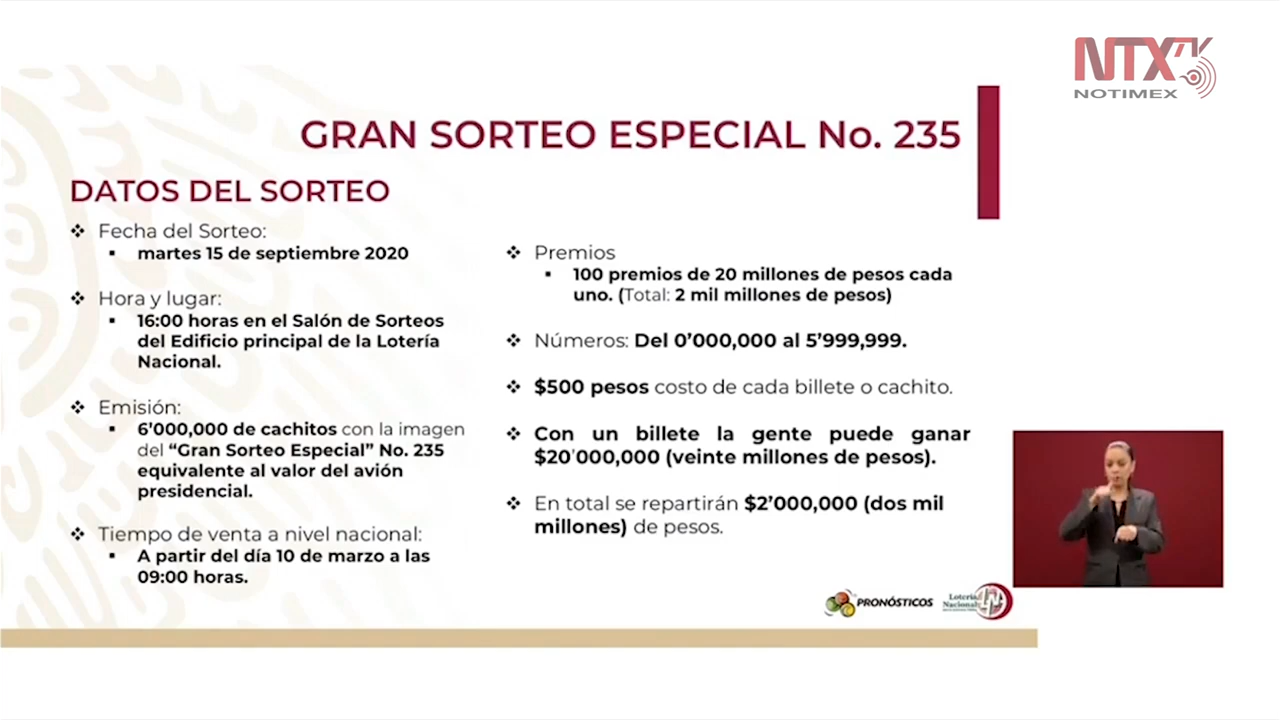 NTX
NOTIMEX
GRAN SORTEO ESPECIAL No. 235
DATOS DEL SORTEO
❖ Fecha del Sorteo:
▪ martes 15 de septiembre 2020
❖ Hora y lugar:
▪ 16:00 horas en el Salón de Sorteos
del Edificio principal de la Lotería
Nacional.
❖ Emisión:
▪ 6’000,000 de cachitos con la imagen
del “Gran Sorteo Especial” No. 235
equivalente al valor del avión
presidencial.
❖ Tiempo de venta a nivel nacional:
▪ A partir del día 10 de marzo a las
09:00 horas.
❖ Premios
▪ 100 premios de 20 millones de pesos cada
uno. (Total: 2 mil millones de pesos)
❖ Números: Del 0’000,000 al 5’999,999.
❖ $500 pesos costo de cada billete o cachito.
❖ Con un billete la gente puede ganar
$20’000,000 (veinte millones de pesos).
❖ En total se repartirán $2’000,000 (dos mil
millones) de pesos.
PRONÓSTICOS
Lotería
Nacional